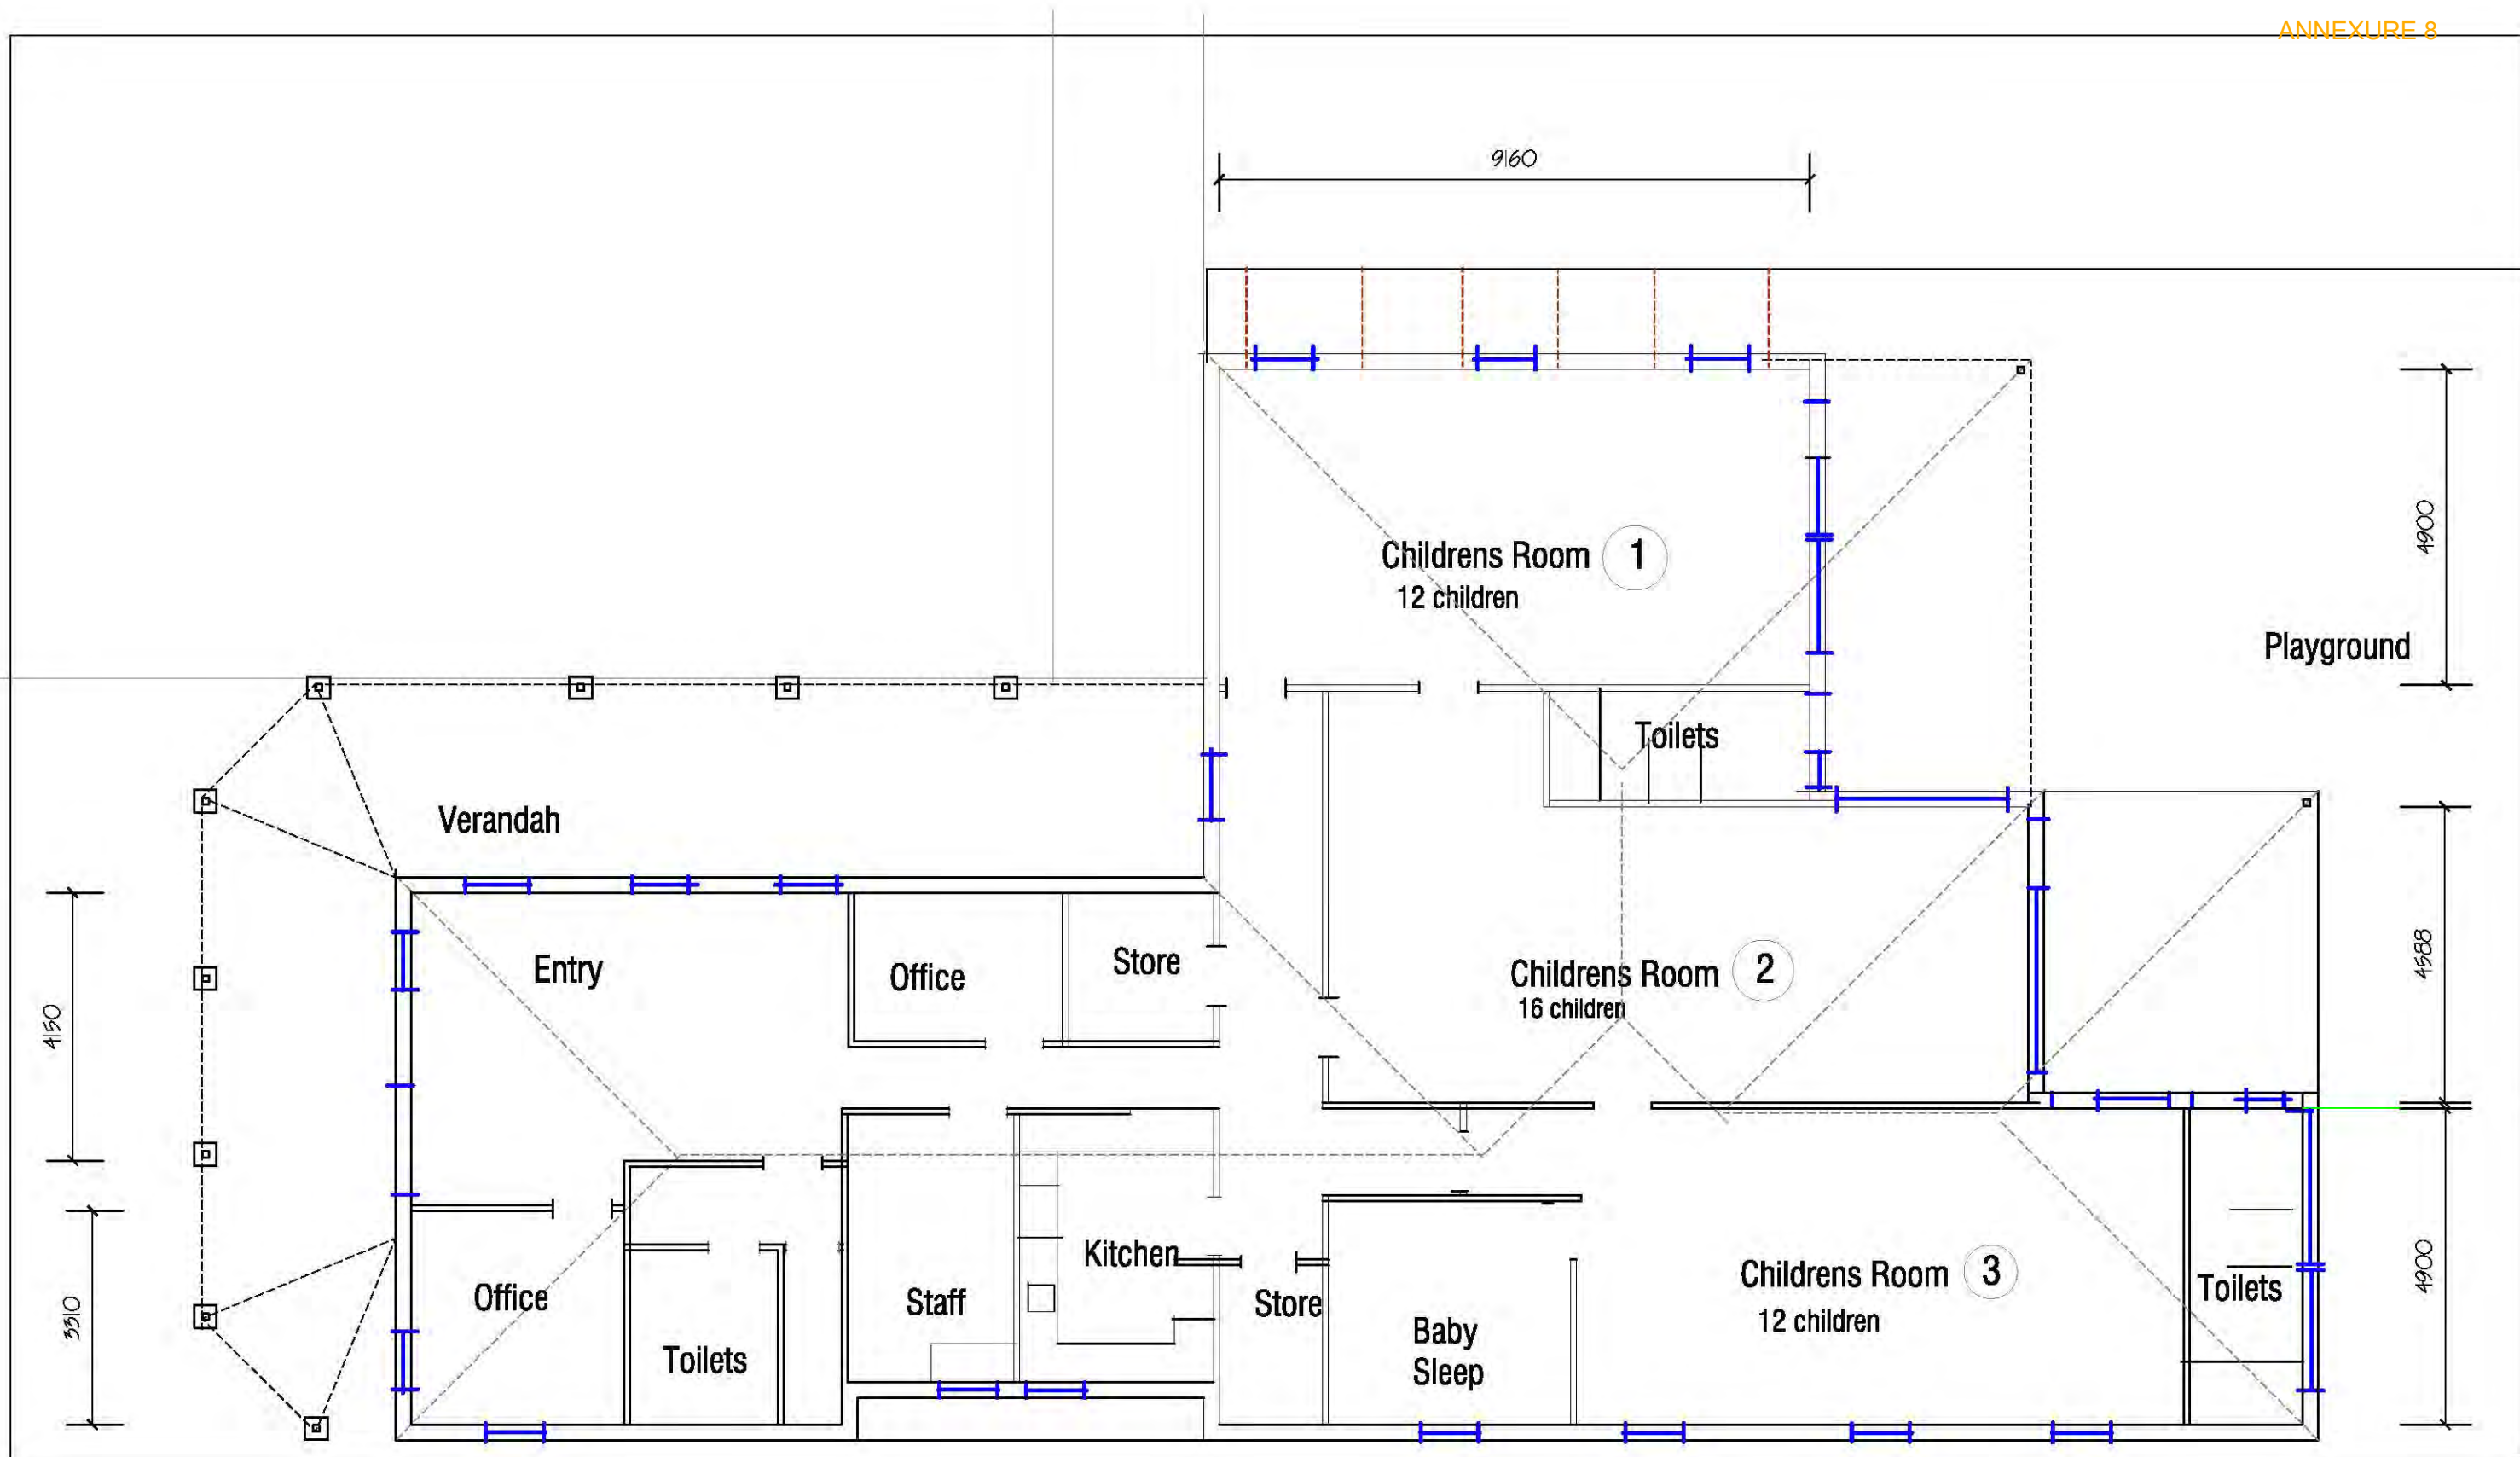 ANNEXURE 8
9160
4900
Childrens Room 1
12 children
Playground
Toilets
Verandah
4588
Entry
Office
Store
Childrens Room 2
16 children
4150
Kitchen
4900
Childrens Room 3
12 children
Toilets
Office
Staff
Store
3310
Baby
Sleep
Toilets